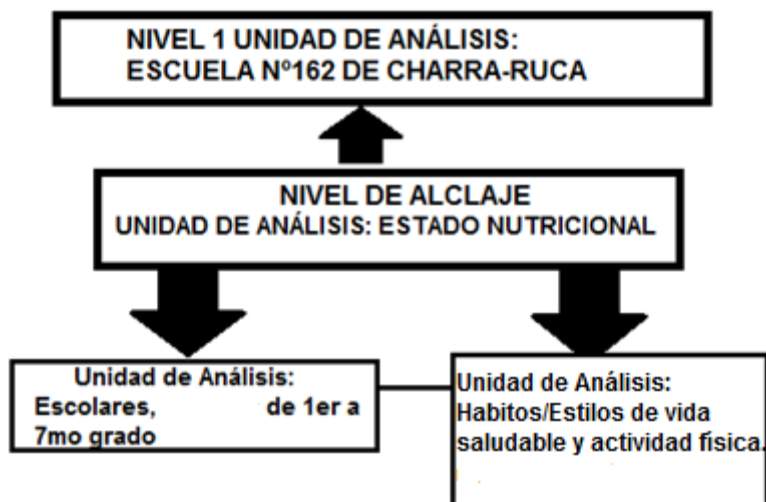 NIVEL 1 UNIDAD DE ANÁLISIS:
ESCUELA Nº162 DE CHARRA-RUCA
NIVEL DE ALCLAJE
UNIDAD DE ANÁLISIS: ESTADO NUTRICIONAL
Unidad de Análisis:
Escolares, de 1er a
7mo grado
Unidad de Análisis:
Habitos/Estilos de vida
saludable y actividad física.